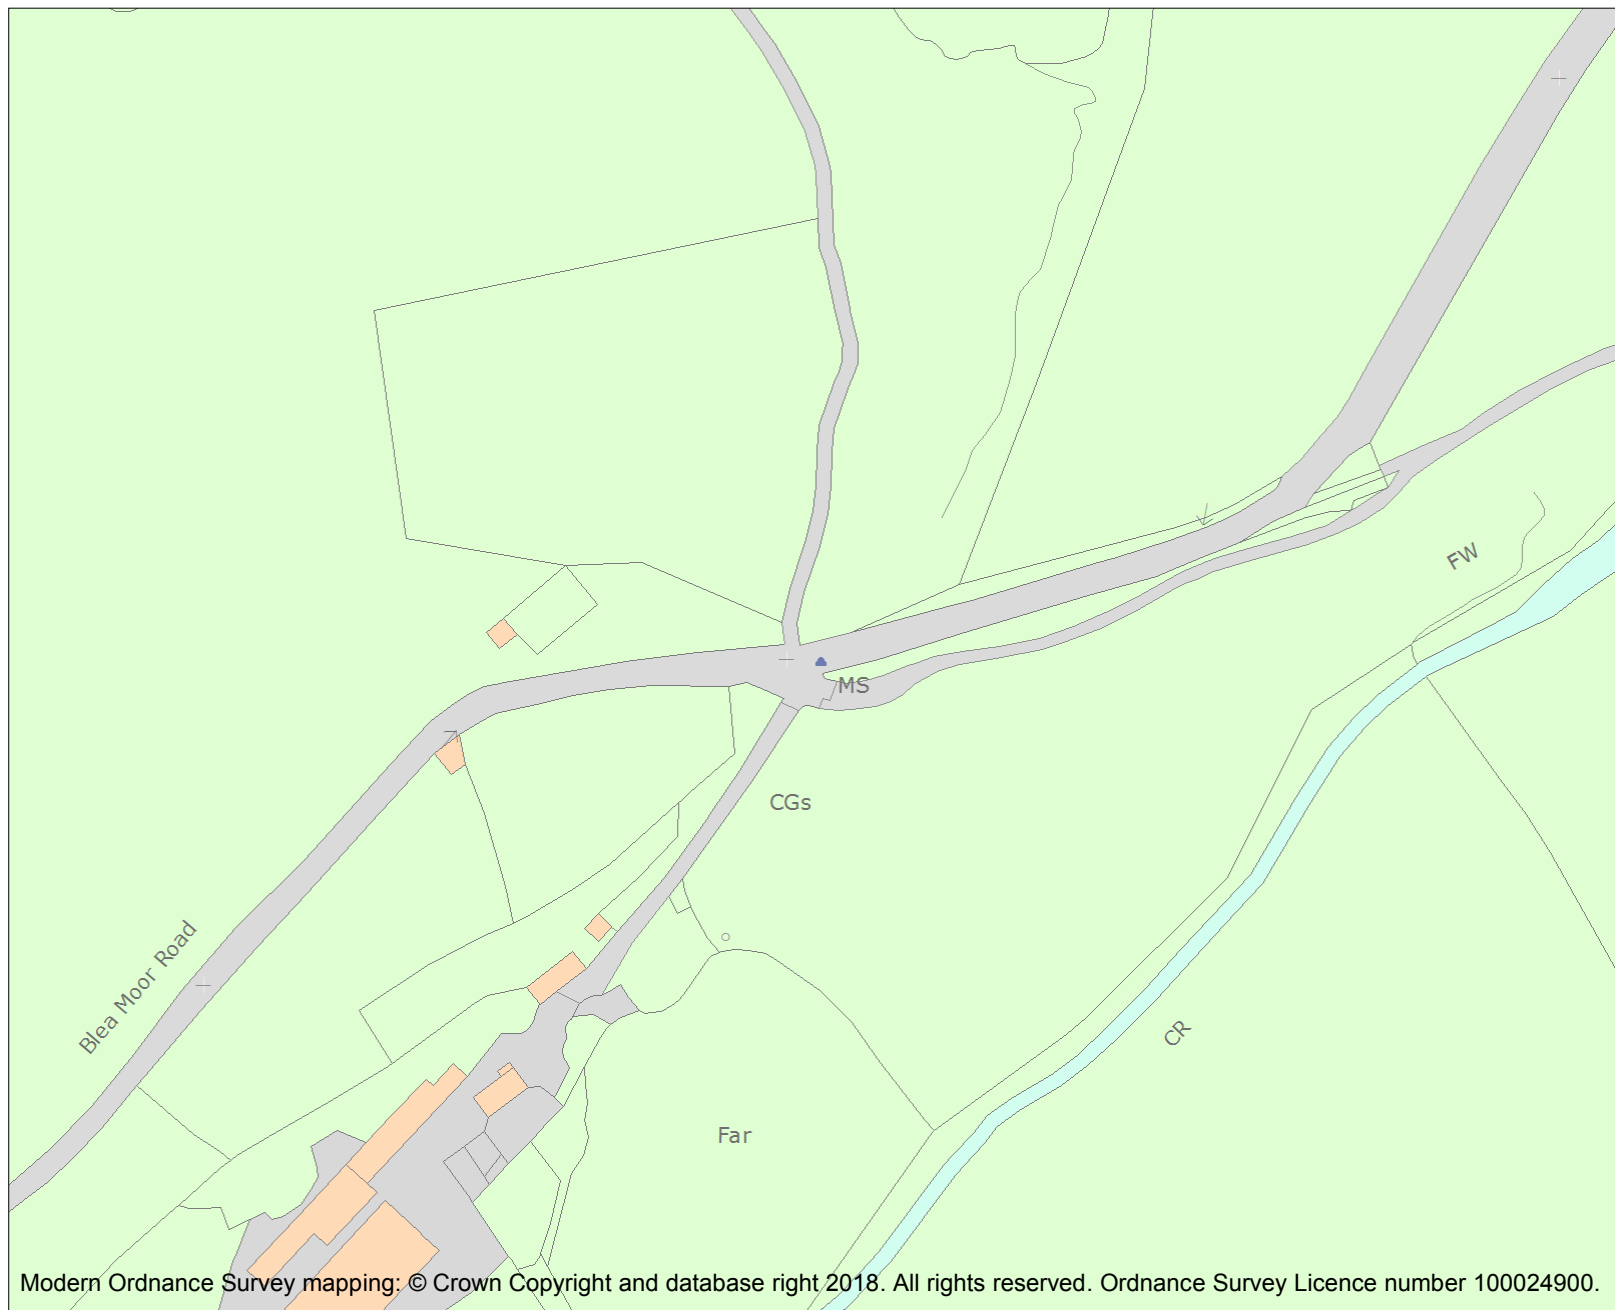 FW
MS
CGs
Blea Moor Road
CR
Far
Modern Ordnance Survey mapping: © Crown Copyright and database right 2018. All rights reserved. Ordnance Survey Licence number 100024900.